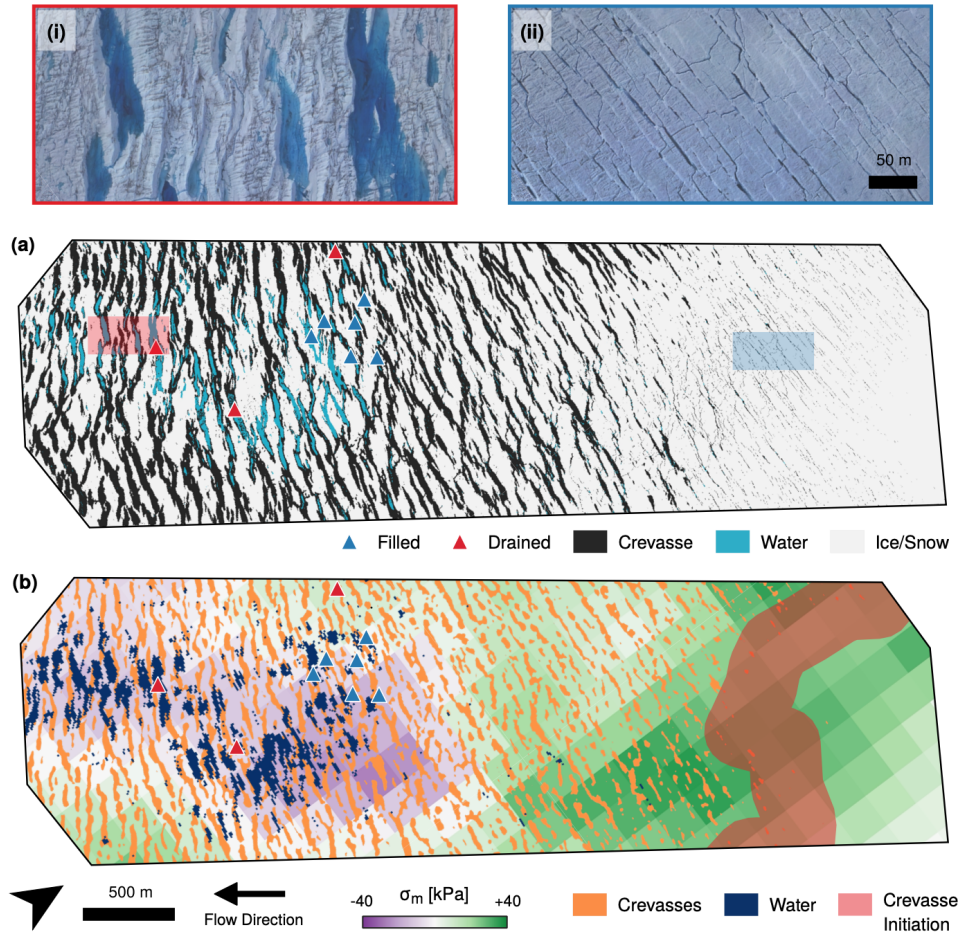 (i)
(ii)
50 m
(a)
Filled Drained Crevasse Water Ice/Snow
(b)
500 m
Flow Direction
σm [kPa]
-40 +40
Crevasses Water Crevasse
Initiation